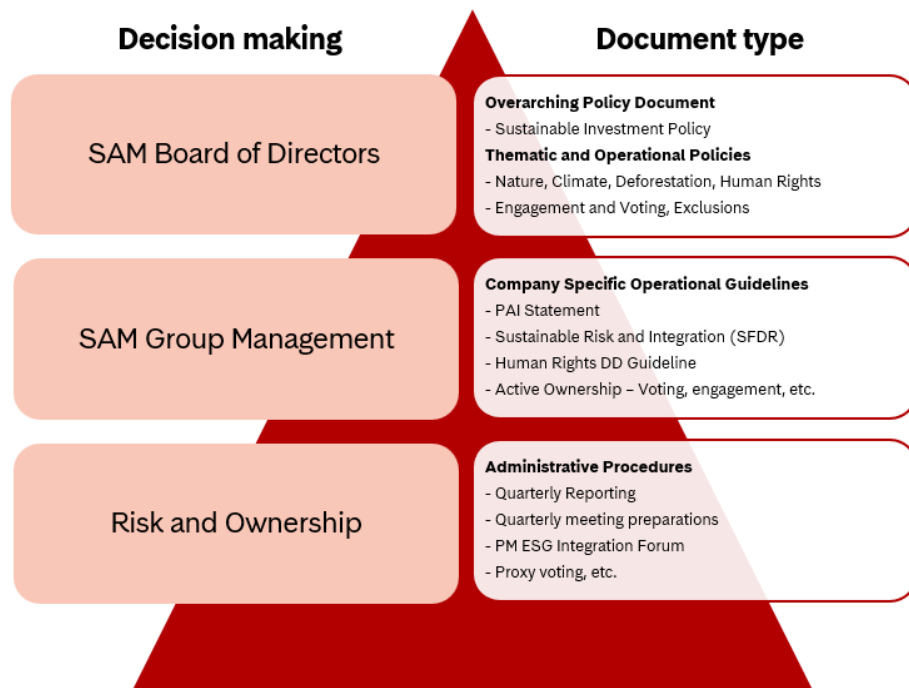 Decision making
Document type
SAM Board of Directors
Overarching Policy Document
- Sustainable Investment Policy
Thematic and Operational Policies
- Nature, Climate, Deforestation, Human Rights
- Engagement and Voting, Exclusions
SAM Group Management
Company Specific Operational Guidelines
- PAI Statement
- Sustainable Risk and Integration (SFDR)
- Human Rights DD Guideline
- Active Ownership – Voting, engagement, etc.
Risk and Ownership
Administrative Procedures
- Quarterly Reporting
- Quarterly meeting preparations
- PM ESG Integration Forum
- Proxy voting, etc.